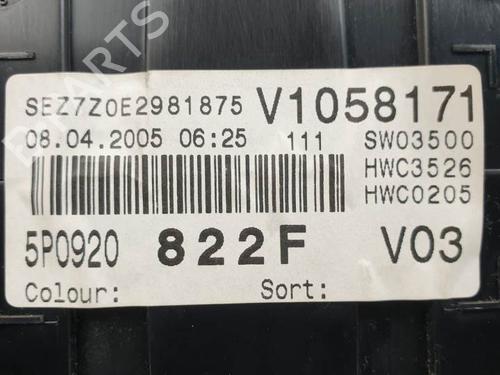 SEZ7Z0E2981875 V1058171
08.04.2005 06:25 111 SW03500
HWC3526
HWC0205
5P0920 822F V03
Colour: Sort: